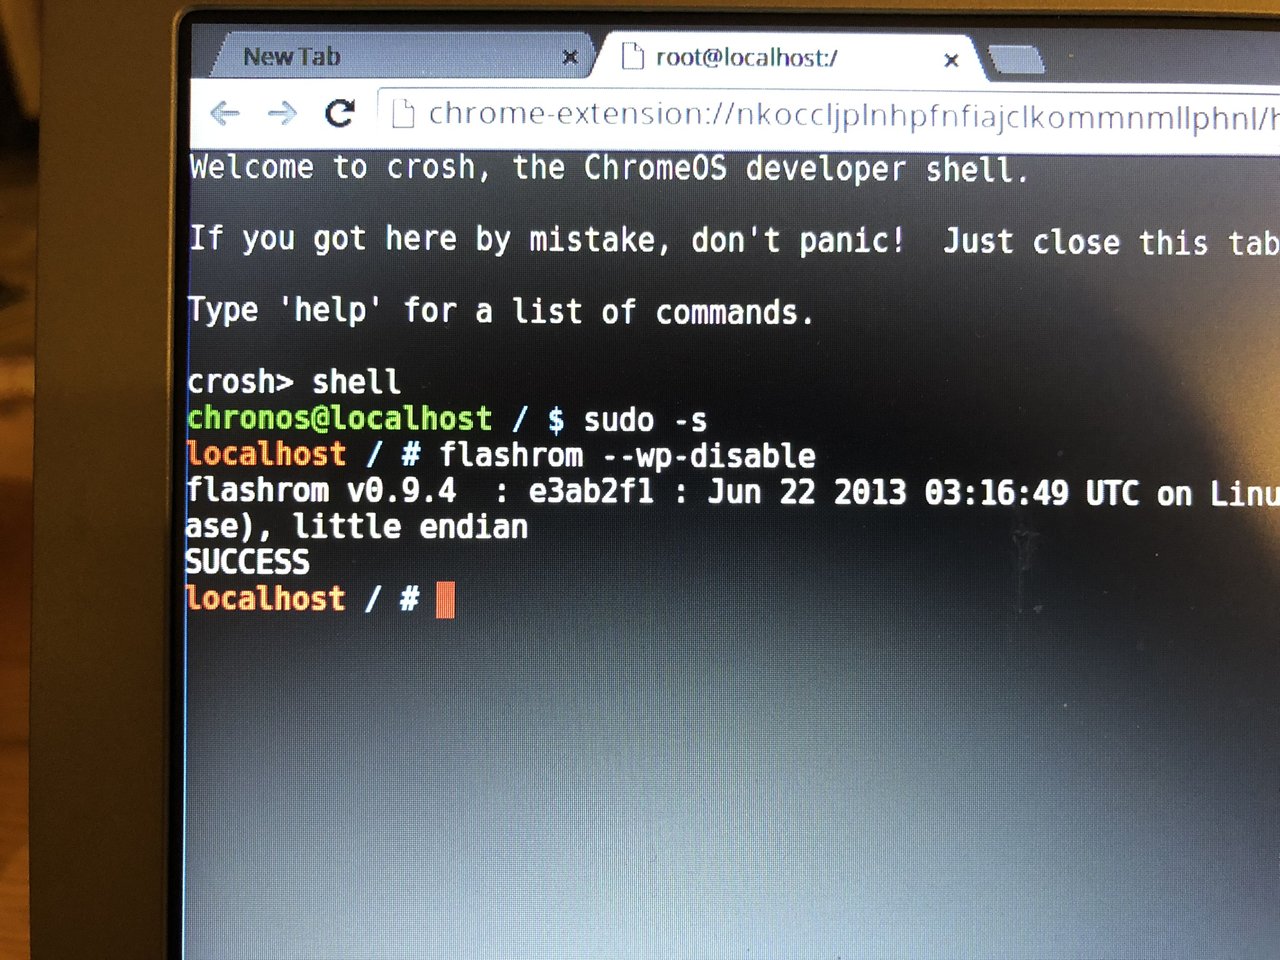 New Tab
root@localhost:/
chrome-extension://nkoccljplnhpfnfiajclkommnmllphnl/h
Welcome to crosh, the ChromeOS developer shell.
If you got here by mistake, don't panic!  Just close this tab
Type 'help' for a list of commands.
crosh> shell
chronos@localhost / $ sudo -s
localhost / # flashrom --wp-disable
flashrom v0.9.4  : e3ab2f1 : Jun 22 2013 03:16:49 UTC on Linu
ase), little endian
SUCCESS
localhost / #